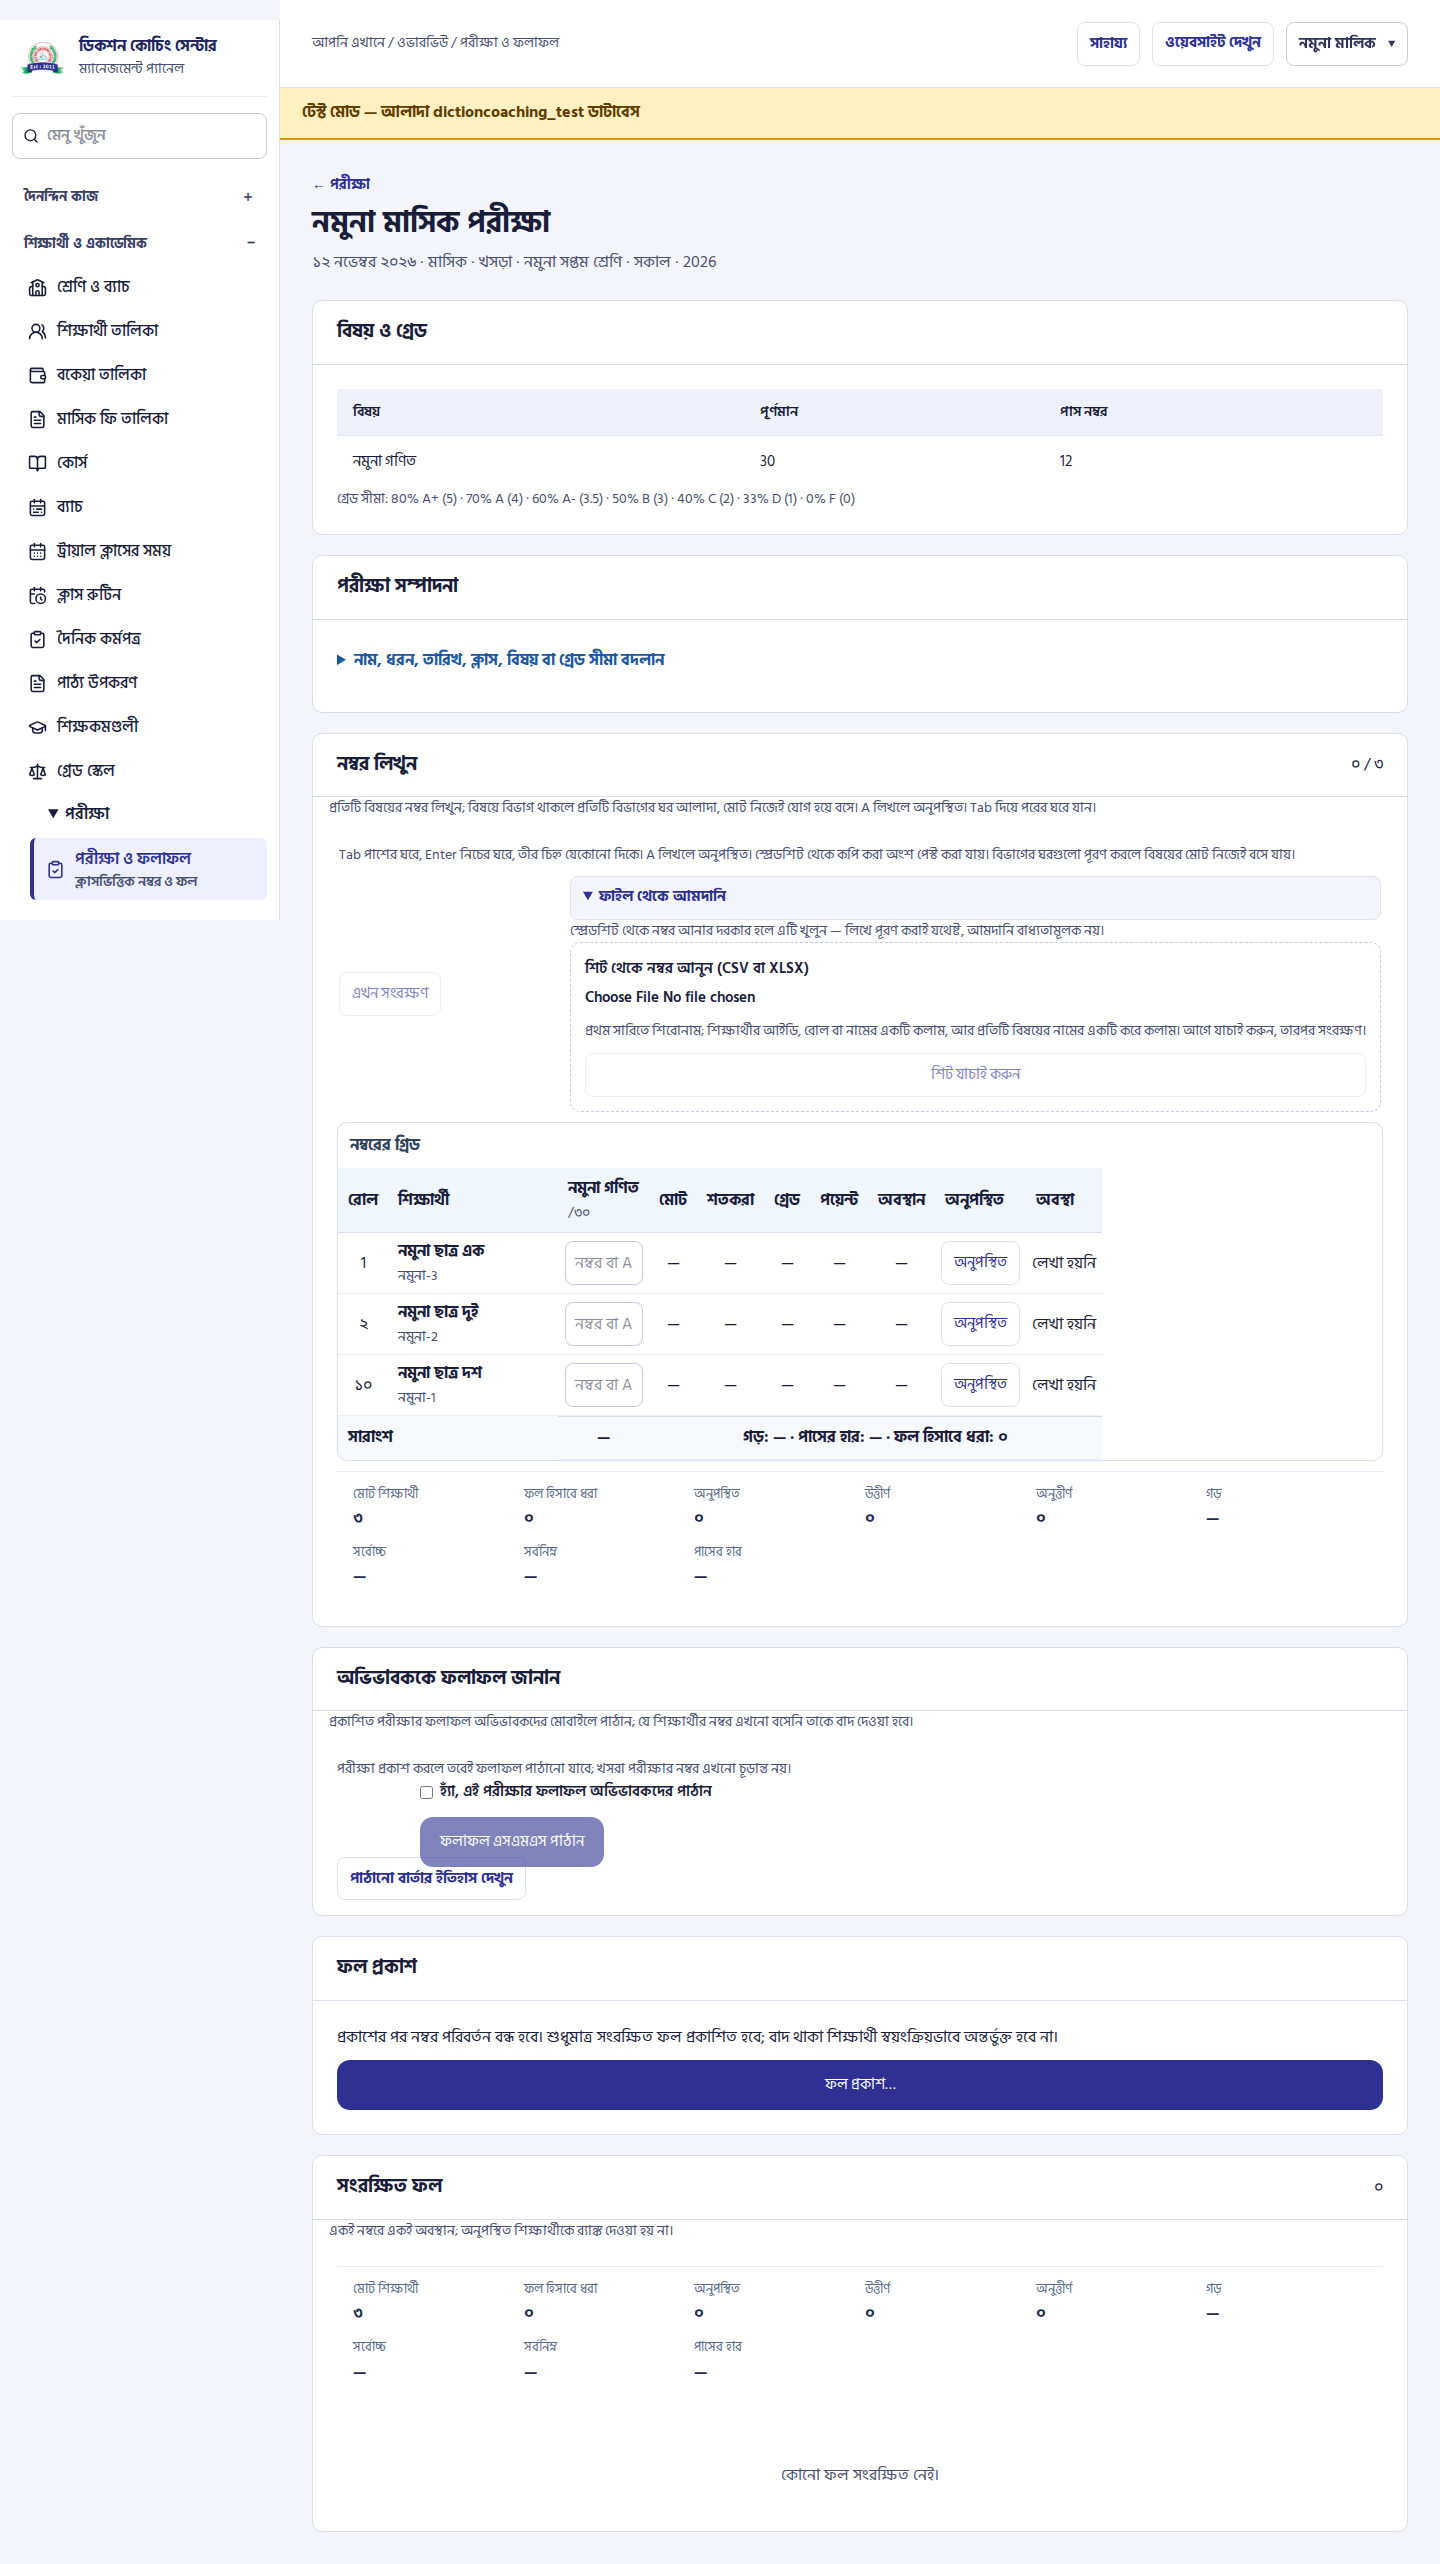 ডিকশন কোচিং সেন্টার
ম্যানেজমেন্ট প্যানেল
Est : 2011
মেনু খুঁজুন
দৈনন্দিন কাজ +
শিক্ষার্থী ও একাডেমিক −
শ্রেণি ও ব্যাচ
শিক্ষার্থী তালিকা
বকেয়া তালিকা
মাসিক ফি তালিকা
কোর্স
ব্যাচ
ট্রায়াল ক্লাসের সময়
ক্লাস রুটিন
দৈনিক কর্মপত্র
পাঠ্য উপকরণ
শিক্ষকমণ্ডলী
গ্রেড স্কেল
▼ পরীক্ষা
পরীক্ষা ও ফলাফল
ক্লাসভিত্তিক নম্বর ও ফল
আপনি এখানে / ওভারভিউ / পরীক্ষা ও ফলাফল
সাহায্য
ওয়েবসাইট দেখুন
নমুনা মালিক ▾
টেস্ট মোড — আলাদা dictioncoaching_test ডাটাবেস
← পরীক্ষা
নমুনা মাসিক পরীক্ষা
১২ নভেম্বর ২০২৬ · মাসিক · খসড়া · নমুনা সপ্তম শ্রেণি · সকাল · 2026
বিষয় ও গ্রেড
বিষয় পূর্ণমান পাস নম্বর
নমুনা গণিত 30 12
গ্রেড সীমা: 80% A+ (5) · 70% A (4) · 60% A- (3.5) · 50% B (3) · 40% C (2) · 33% D (1) · 0% F (0)
পরীক্ষা সম্পাদনা
▶ নাম, ধরন, তারিখ, ক্লাস, বিষয় বা গ্রেড সীমা বদলান
নম্বর লিখুন ০ / ৩
প্রতিটি বিষয়ের নম্বর লিখুন; বিষয়ে বিভাগ থাকলে প্রতিটি বিভাগের ঘর আলাদা, মোট নিজেই যোগ হয়ে বসে। A লিখলে অনুপস্থিত। Tab দিয়ে পরের ঘরে যান।
Tab পাশের ঘরে, Enter নিচের ঘরে, তীর চিহ্ন যেকোনো দিকে। A লিখলে অনুপস্থিত। স্প্রেডশিট থেকে কপি করা অংশ পেস্ট করা যায়। বিভাগের ঘরগুলো পূরণ করলে বিষয়ের মোট নিজেই বসে যায়।
▼ ফাইল থেকে আমদানি
স্প্রেডশিট থেকে নম্বর আনার দরকার হলে এটি খুলুন — লিখে পূরণ করাই যথেষ্ট, আমদানি বাধ্যতামূলক নয়।
এখন সংরক্ষণ
শিট থেকে নম্বর আনুন (CSV বা XLSX)
Choose File No file chosen
প্রথম সারিতে শিরোনাম; শিক্ষার্থীর আইডি, রোল বা নামের একটি কলাম, আর প্রতিটি বিষয়ের নামের একটি করে কলাম। আগে যাচাই করুন, তারপর সংরক্ষণ।
শিট যাচাই করুন
নম্বরের গ্রিড
রোল শিক্ষার্থী নমুনা গণিত /৩০ মোট শতকরা গ্রেড পয়েন্ট অবস্থান অনুপস্থিত অবস্থা
1 নমুনা ছাত্র এক নম্বর বা A — — — — — অনুপস্থিত লেখা হয়নি
নমুনা-3
২ নমুনা ছাত্র দুই নম্বর বা A — — — — — অনুপস্থিত লেখা হয়নি
নমুনা-2
১০ নমুনা ছাত্র দশ নম্বর বা A — — — — — অনুপস্থিত লেখা হয়নি
নমুনা-1
সারাংশ — গড়: — · পাসের হার: — · ফল হিসাবে ধরা: ০
মোট শিক্ষার্থী ফল হিসাবে ধরা অনুপস্থিত উত্তীর্ণ অনুত্তীর্ণ গড়
৩ ০ ০ ০ ০ —
সর্বোচ্চ সর্বনিম্ন পাসের হার
— — —
অভিভাবককে ফলাফল জানান
প্রকাশিত পরীক্ষার ফলাফল অভিভাবকদের মোবাইলে পাঠান; যে শিক্ষার্থীর নম্বর এখনো বসেনি তাকে বাদ দেওয়া হবে।
পরীক্ষা প্রকাশ করলে তবেই ফলাফল পাঠানো যাবে; খসরা পরীক্ষার নম্বর এখনো চূড়ান্ত নয়।
হ্যাঁ, এই পরীক্ষার ফলাফল অভিভাবকদের পাঠান
ফলাফল এসএমএস পাঠান
পাঠানো বার্তার ইতিহাস দেখুন
ফল প্রকাশ
প্রকাশের পর নম্বর পরিবর্তন বন্ধ হবে। শুধুমাত্র সংরক্ষিত ফল প্রকাশিত হবে; বাদ থাকা শিক্ষার্থী স্বয়ংক্রিয়ভাবে অন্তর্ভুক্ত হবে না।
ফল প্রকাশ...
সংরক্ষিত ফল ০
একই নম্বরে একই অবস্থান; অনুপস্থিত শিক্ষার্থীকে র‍্যাঙ্ক দেওয়া হয় না।
মোট শিক্ষার্থী ফল হিসাবে ধরা অনুপস্থিত উত্তীর্ণ অনুত্তীর্ণ গড়
৩ ০ ০ ০ ০ —
সর্বোচ্চ সর্বনিম্ন পাসের হার
— — —
কোনো ফল সংরক্ষিত নেই।